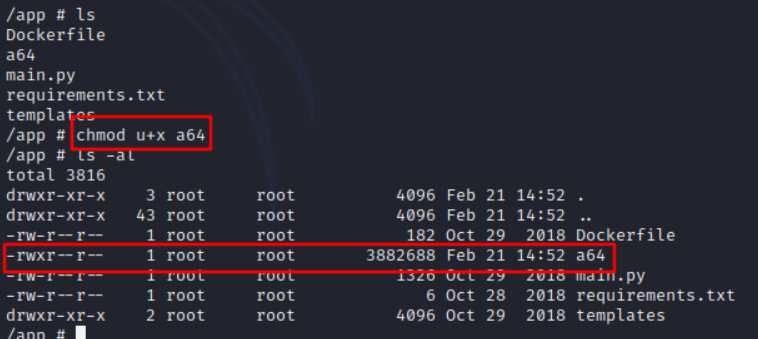 /app # ls
Dockerfile
a64
main.py
requirements.txt
templates
/app # chmod u+x a64
/app # ls -al
total 3816
drwxr-xr-x    3 root     root          4096 Feb 21 14:52 .
drwxr-xr-x   43 root     root          4096 Feb 21 14:52 ..
-rw-r--r--    1 root     root           182 Oct 29  2018 Dockerfile
-rwxr--r--    1 root     root       3882688 Feb 21 14:52 a64
-rw-r--r--    1 root     root          1326 Oct 29  2018 main.py
-rw-r--r--    1 root     root             6 Oct 28  2018 requirements.txt
drwxr-xr-x    2 root     root          4096 Oct 29  2018 templates
/app #